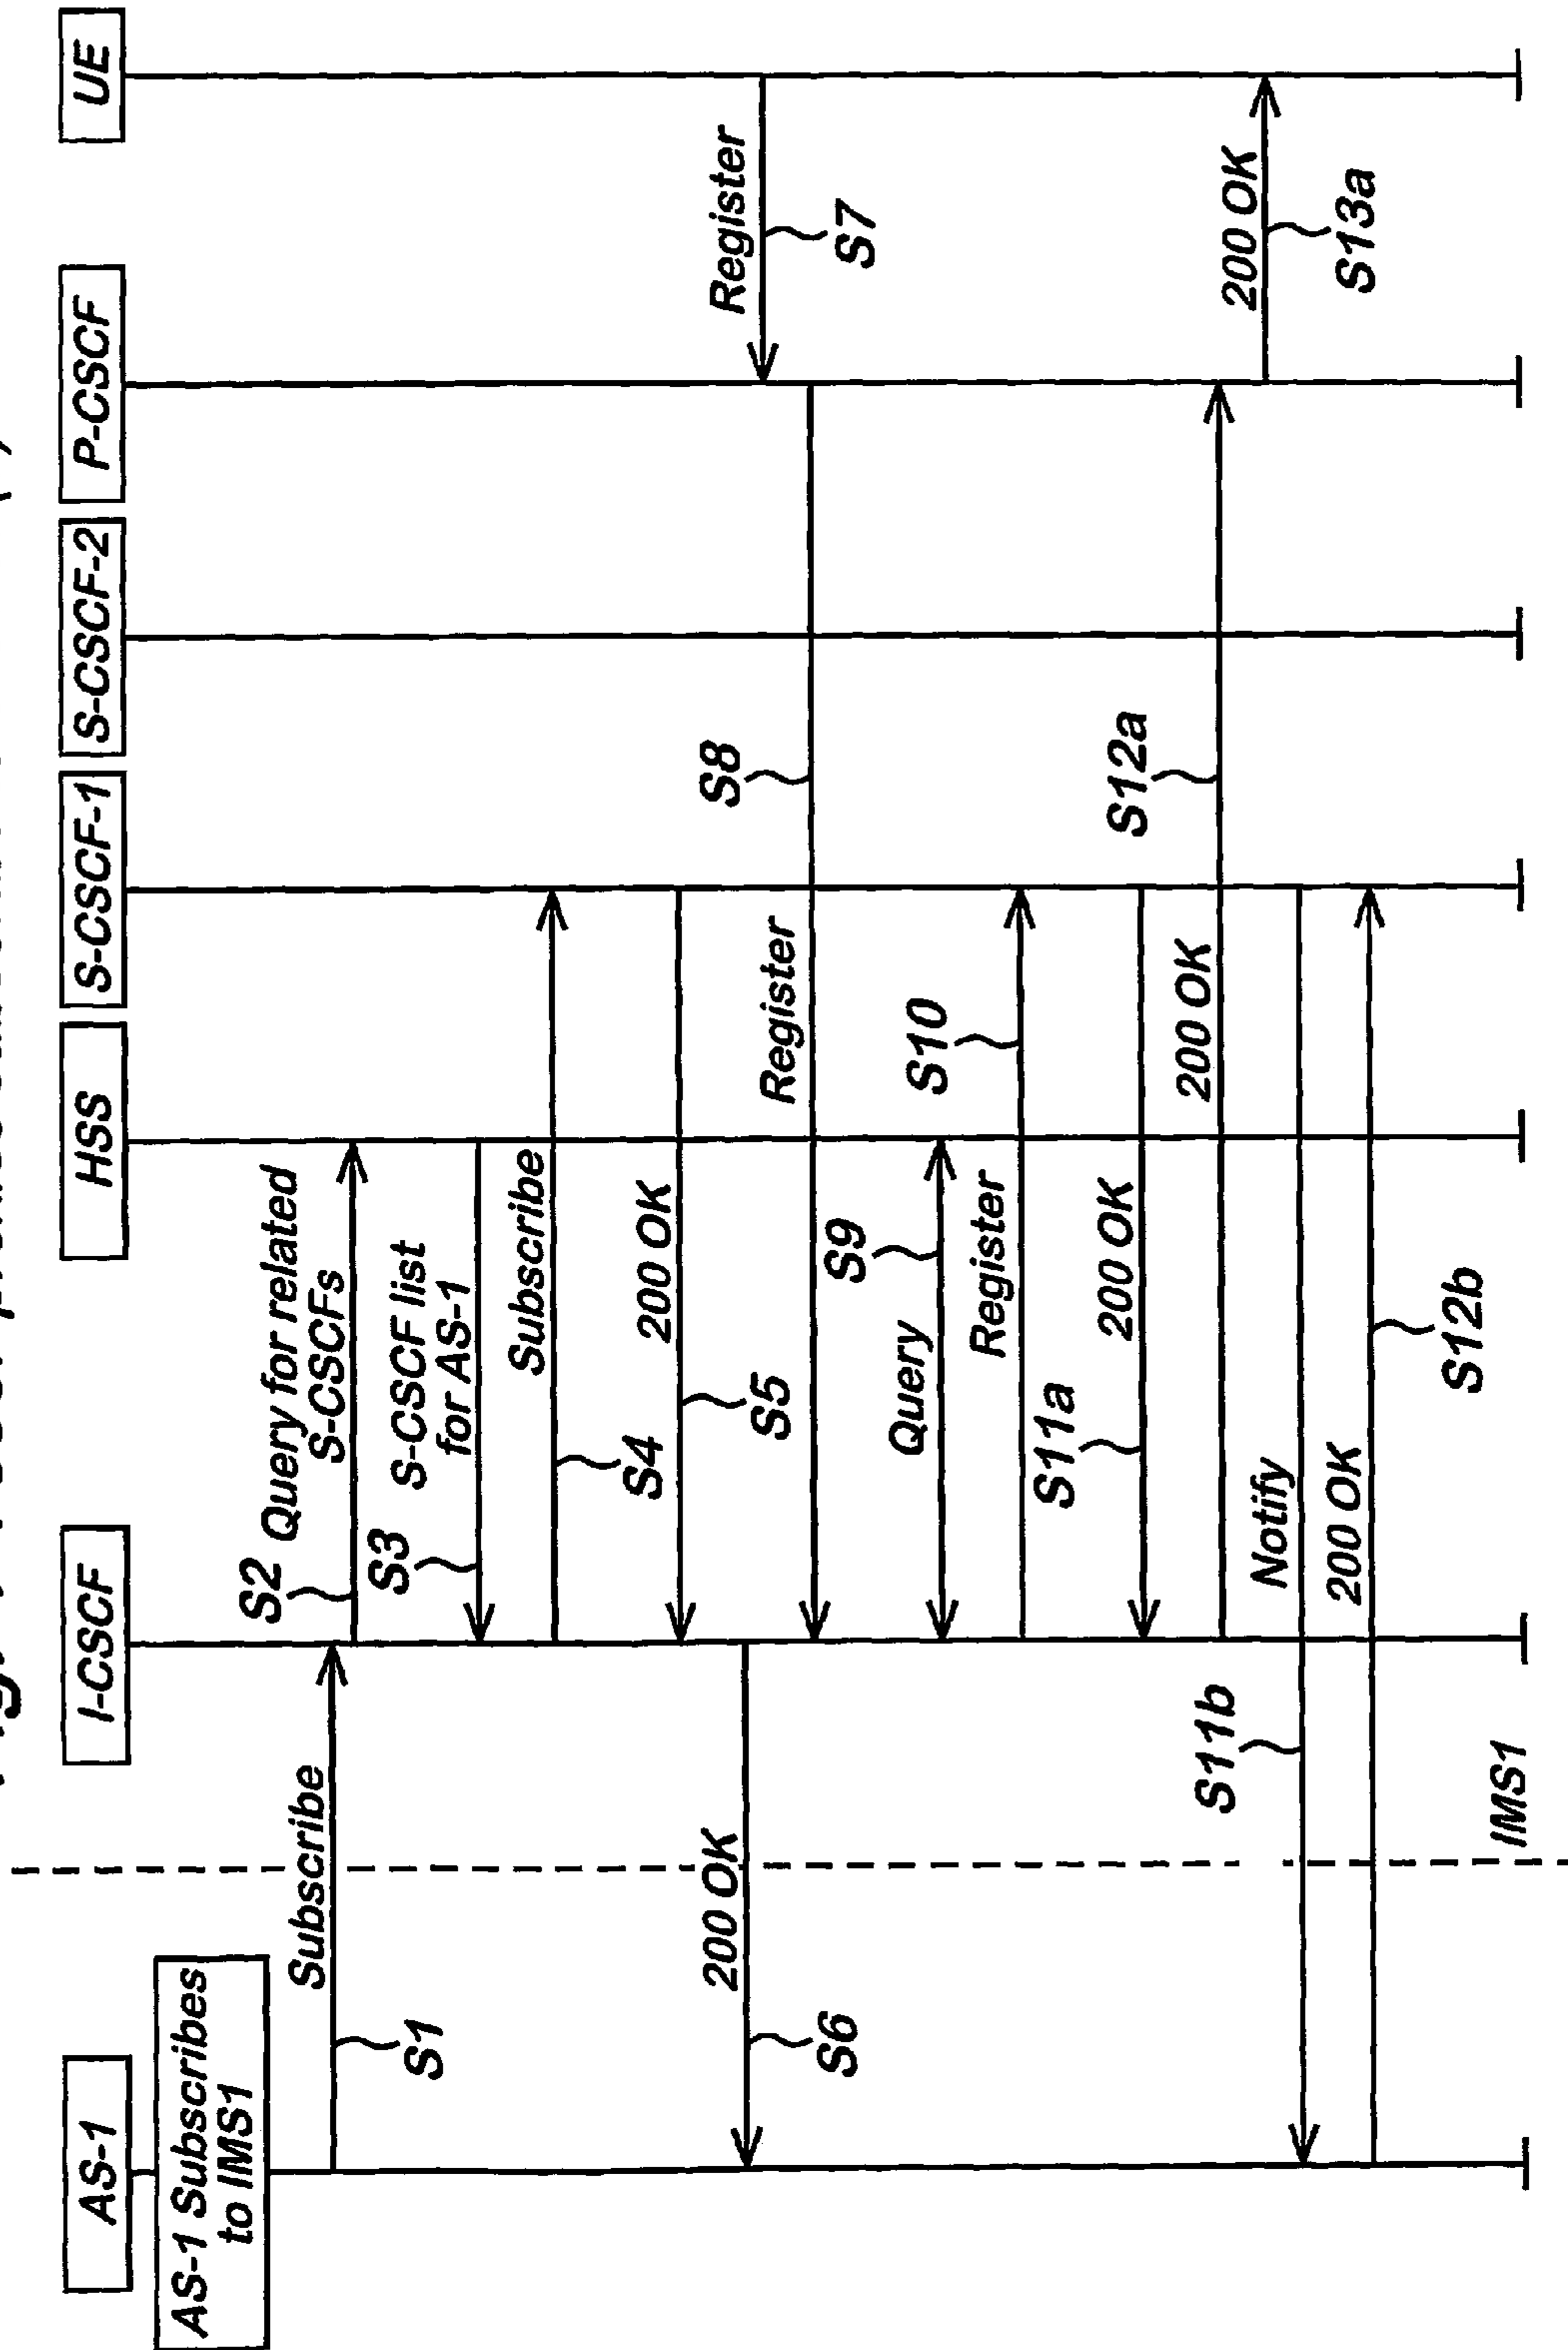 AS-1
I-CSCF
HSS
S-CSCF-1
S-CSCF-2
P-CSCF
UE
AS-1 Subscribes
to IMS1
Subscribe
S1
S2
Query for related
S-CSCFs
S3
S-CSCF list
for AS-1
Subscribe
S4
200 OK
S5
200 OK
S6
Register
S7
S8
Register
Query
S9
Register
S10
S11a
200 OK
200 OK
S12a
200 OK
S13a
Notify
S11b
200 OK
S12b
IMS1